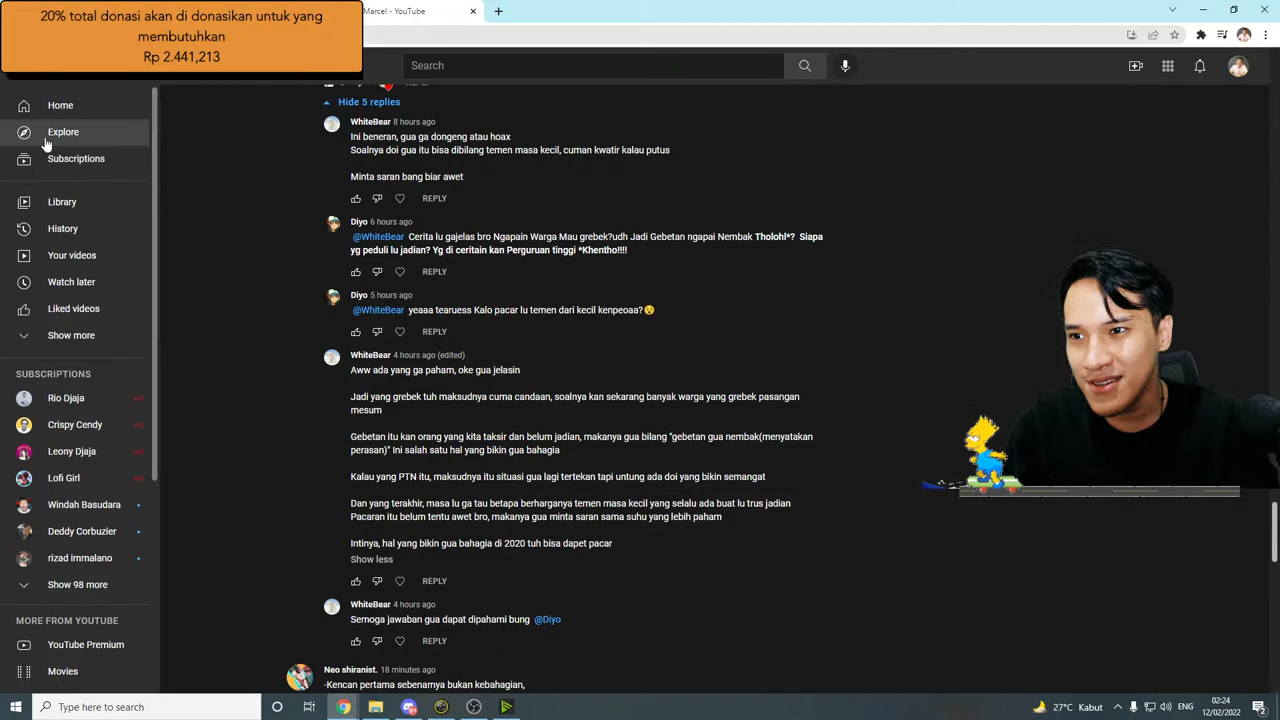 20% total donasi akan di donasikan untuk yang
membutuhkan
Rp 2.441,213
Marcel - YouTube
Search
Home
Explore
Subscriptions
Library
History
Your videos
Watch later
Liked videos
Show more
SUBSCRIPTIONS
Rio Djaja
Crispy Cendy
Leony Djaja
Lofi Girl
Windah Basudara
Deddy Corbuzier
rizad immalano
Show 98 more
MORE FROM YOUTUBE
YouTube Premium
Movies
Hide 5 replies
WhiteBear 8 hours ago
Ini beneran, gua ga dongeng atau hoax
Soalnya doi gua itu bisa dibilang temen masa kecil, cuman kwatir kalau putus
Minta saran bang biar awet
REPLY
Diyo 6 hours ago
@WhiteBear Cerita lu gajelas bro Ngapain Warga Mau grebek?udh Jadi Gebetan ngapai Nembak Tholohl*? Siapa
yg peduli lu jadian? Yg di ceritain kan Perguruan tinggi *Khentho!!!!
REPLY
Diyo 5 hours ago
@WhiteBear yeaaa tearuess Kalo pacar lu temen dari kecil kenpeoaa?😯
REPLY
WhiteBear 4 hours ago (edited)
Aww ada yang ga paham, oke gua jelasin
Jadi yang grebek tuh maksudnya cuma candaan, soalnya kan sekarang banyak warga yang grebek pasangan
mesum
Gebetan itu kan orang yang kita taksir dan belum jadian, makanya gua bilang "gebetan gua nembak(menyatakan
perasan)" Ini salah satu hal yang bikin gua bahagia
Kalau yang PTN itu, maksudnya itu situasi gua lagi tertekan tapi untung ada doi yang bikin semangat
Dan yang terakhir, masa lu ga tau betapa berharganya temen masa kecil yang selalu ada buat lu trus jadian
Pacaran itu belum tentu awet bro, makanya gua minta saran sama suhu yang lebih paham
Intinya, hal yang bikin gua bahagia di 2020 tuh bisa dapet pacar
Show less
REPLY
WhiteBear 4 hours ago
Semoga jawaban gua dapat dipahami bung @Diyo
REPLY
Neo shiranist. 18 minutes ago
-Kencan pertama sebenarnya bukan kebahagian,
Type here to search
27°C Kabut
ENG
02:24
12/02/2022
2